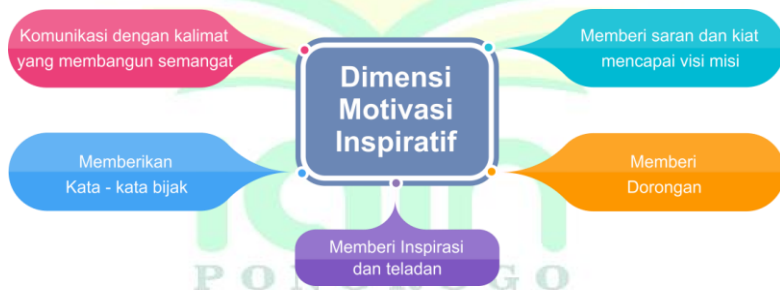 Komunikasi dengan kalimat
yang membangun semangat
Dimensi
Motivasi
Inspiratif
Memberi saran dan kiat
mencapai visi misi
Memberikan
Kata - kata bijak
Memberi
Dorongan
Memberi Inspirasi
dan teladan
PONOROGO